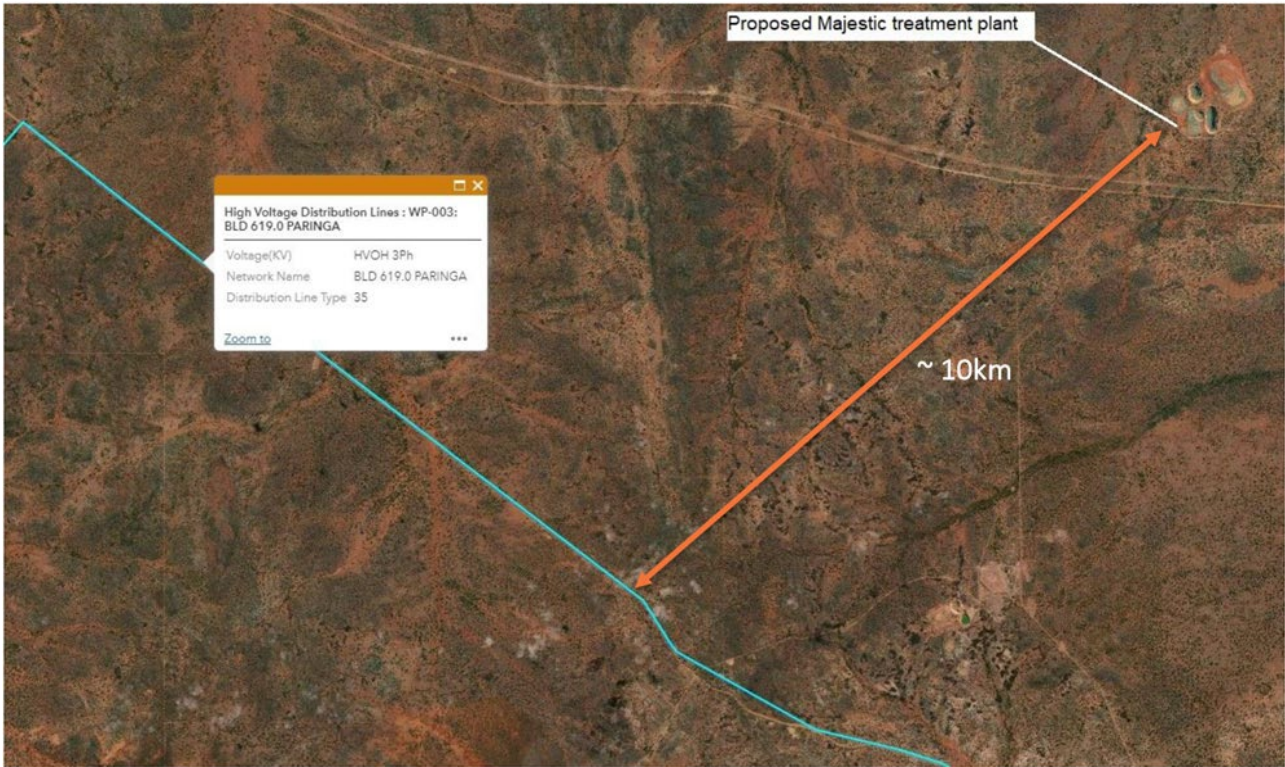 Proposed Majestic treatment plant
High Voltage Distribution Lines : WP-003:
BLD 619.0 PARINGA
Voltage(KV) HVOH 3Ph
Network Name BLD 619.0 PARINGA
Distribution Line Type 35
Zoom to •••
~ 10km